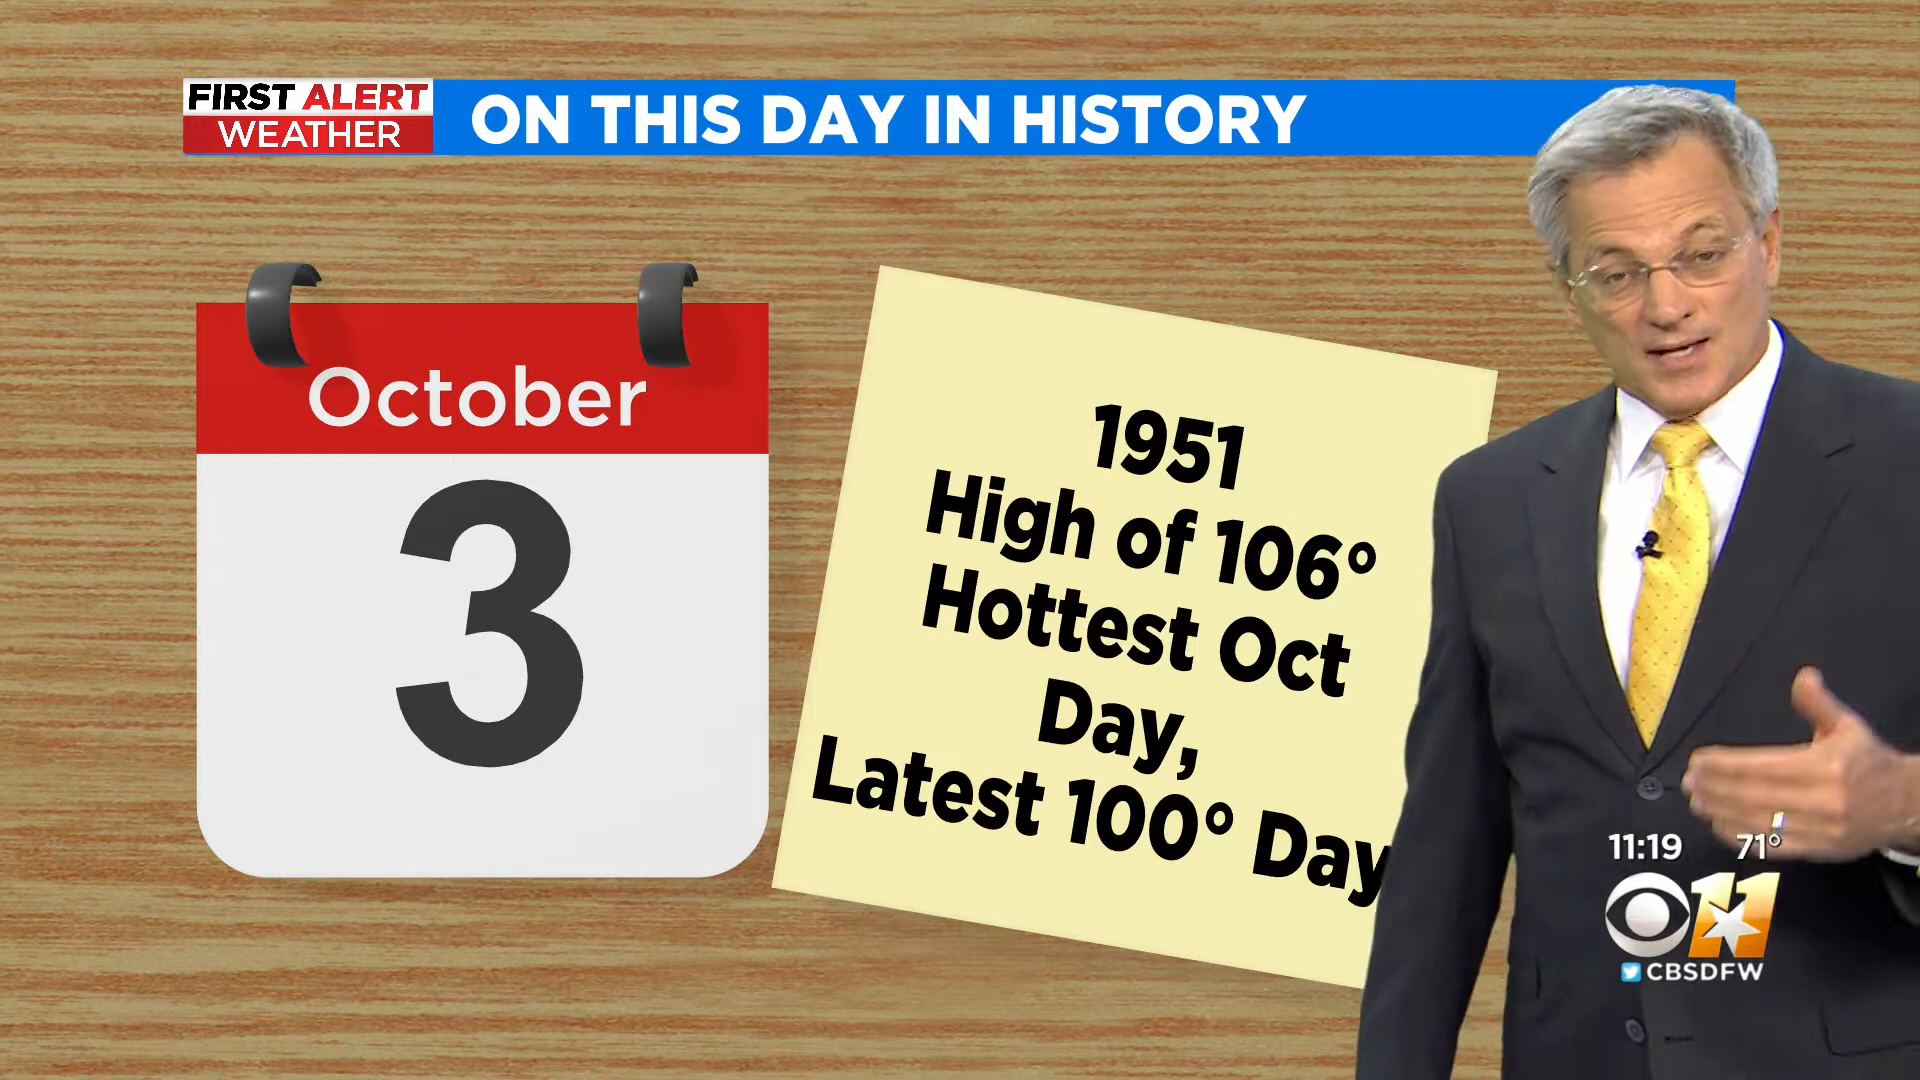 FIRST ALERT
WEATHER
ON THIS DAY IN HISTORY
October
3
1951
High of 106°
Hottest Oct
Day,
Latest 100° Day
11:19 71°
11
CBSDFW